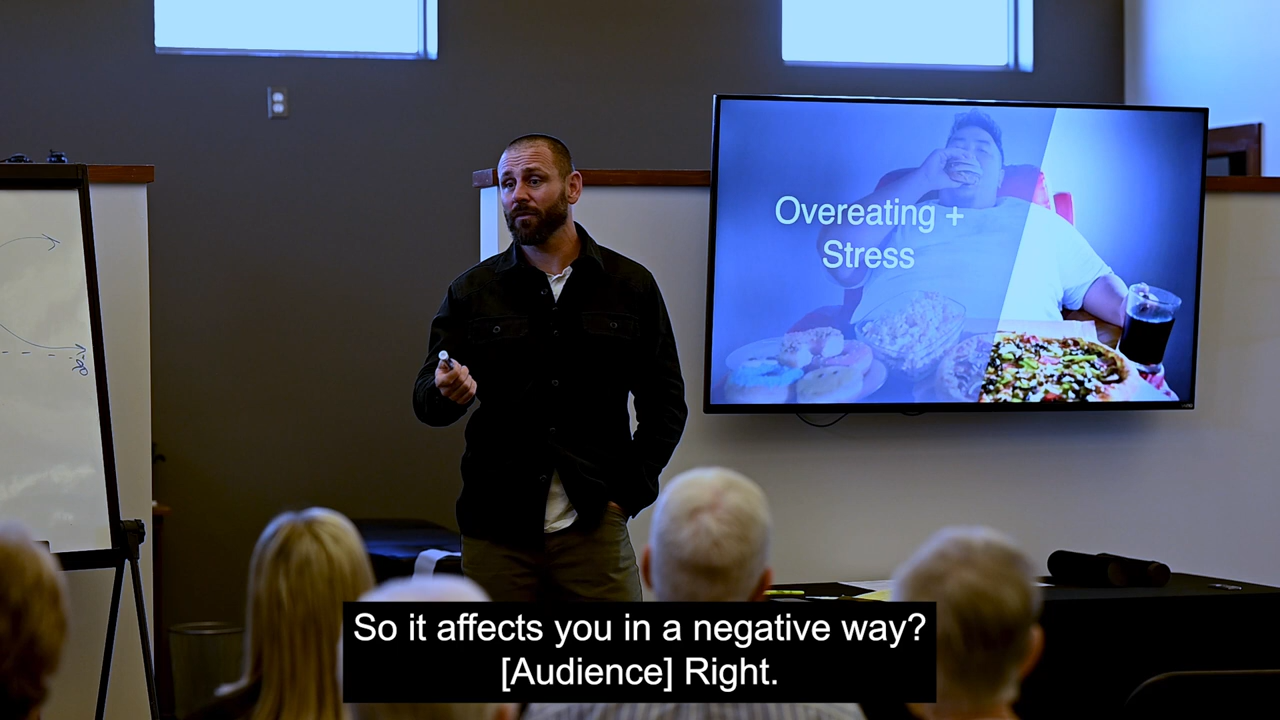 Overeating +
Stress
So it affects you in a negative way?
[Audience] Right.